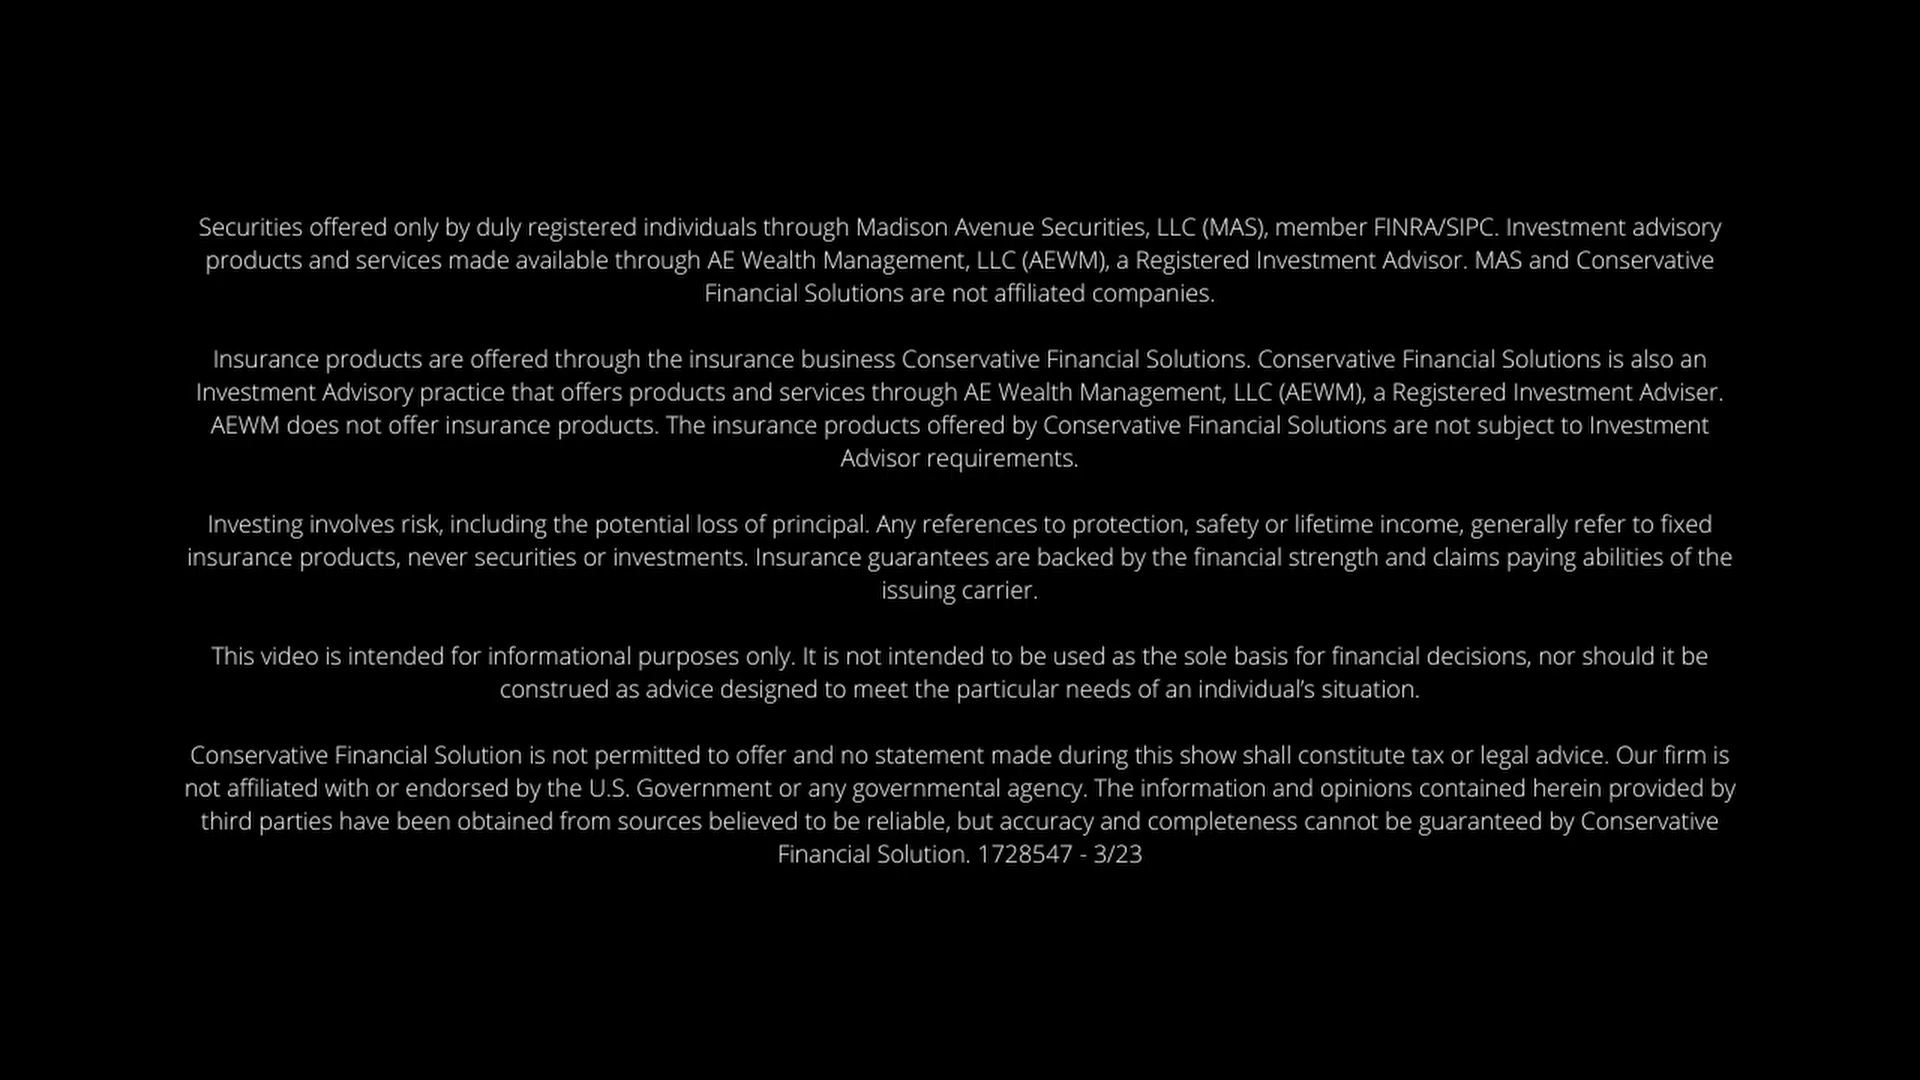 Securities offered only by duly registered individuals through Madison Avenue Securities, LLC (MAS), member FINRA/SIPC. Investment advisory
products and services made available through AE Wealth Management, LLC (AEWM), a Registered Investment Advisor. MAS and Conservative
Financial Solutions are not affiliated companies.
Insurance products are offered through the insurance business Conservative Financial Solutions. Conservative Financial Solutions is also an
Investment Advisory practice that offers products and services through AE Wealth Management, LLC (AEWM), a Registered Investment Adviser.
AEWM does not offer insurance products. The insurance products offered by Conservative Financial Solutions are not subject to Investment
Advisor requirements.
Investing involves risk, including the potential loss of principal. Any references to protection, safety or lifetime income, generally refer to fixed
insurance products, never securities or investments. Insurance guarantees are backed by the financial strength and claims paying abilities of the
issuing carrier.
This video is intended for informational purposes only. It is not intended to be used as the sole basis for financial decisions, nor should it be
construed as advice designed to meet the particular needs of an individual’s situation.
Conservative Financial Solution is not permitted to offer and no statement made during this show shall constitute tax or legal advice. Our firm is
not affiliated with or endorsed by the U.S. Government or any governmental agency. The information and opinions contained herein provided by
third parties have been obtained from sources believed to be reliable, but accuracy and completeness cannot be guaranteed by Conservative
Financial Solution. 1728547 - 3/23